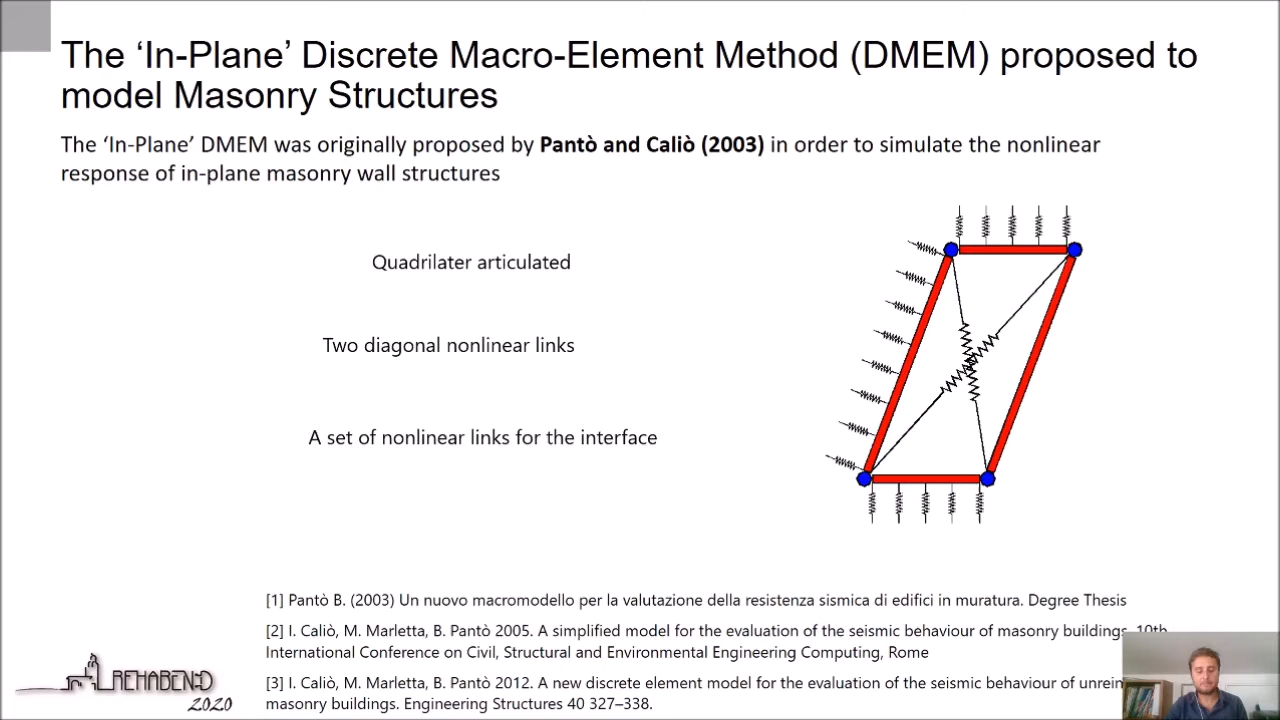 The ‘In-Plane’ Discrete Macro-Element Method (DMEM) proposed to
model Masonry Structures
The ‘In-Plane’ DMEM was originally proposed by Pantò and Caliò (2003) in order to simulate the nonlinear
response of in-plane masonry wall structures
Quadrilater articulated
Two diagonal nonlinear links
A set of nonlinear links for the interface
[1] Pantò B. (2003) Un nuovo macromodello per la valutazione della resistenza sismica di edifici in muratura. Degree Thesis
[2] I. Caliò, M. Marletta, B. Pantò 2005. A simplified model for the evaluation of the seismic behaviour of masonry buildings. 10th
International Conference on Civil, Structural and Environmental Engineering Computing, Rome
[3] I. Caliò, M. Marletta, B. Pantò 2012. A new discrete element model for the evaluation of the seismic behaviour of
masonry buildings. Engineering Structures 40 327–338.
REHABEND
2020